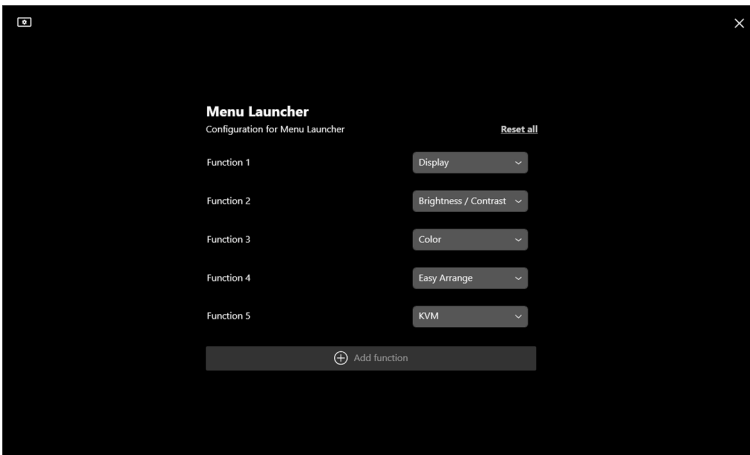 Menu Launcher
Configuration for Menu Launcher Reset all
Function 1 Display
Function 2 Brightness / Contrast
Function 3 Color
Function 4 Easy Arrange
Function 5 KVM
Add function